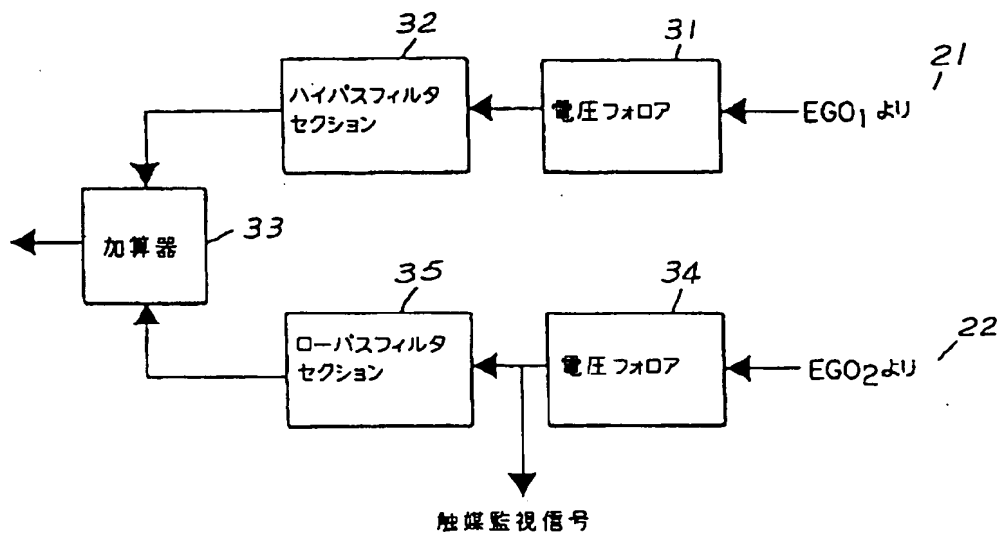 32
31
21
ハイパスフィルタ
セクション
電圧フォロア
EGO1より
加算器
33
35
34
22
ローパスフィルタ
セクション
電圧フォロア
EGO2より
触媒監視信号